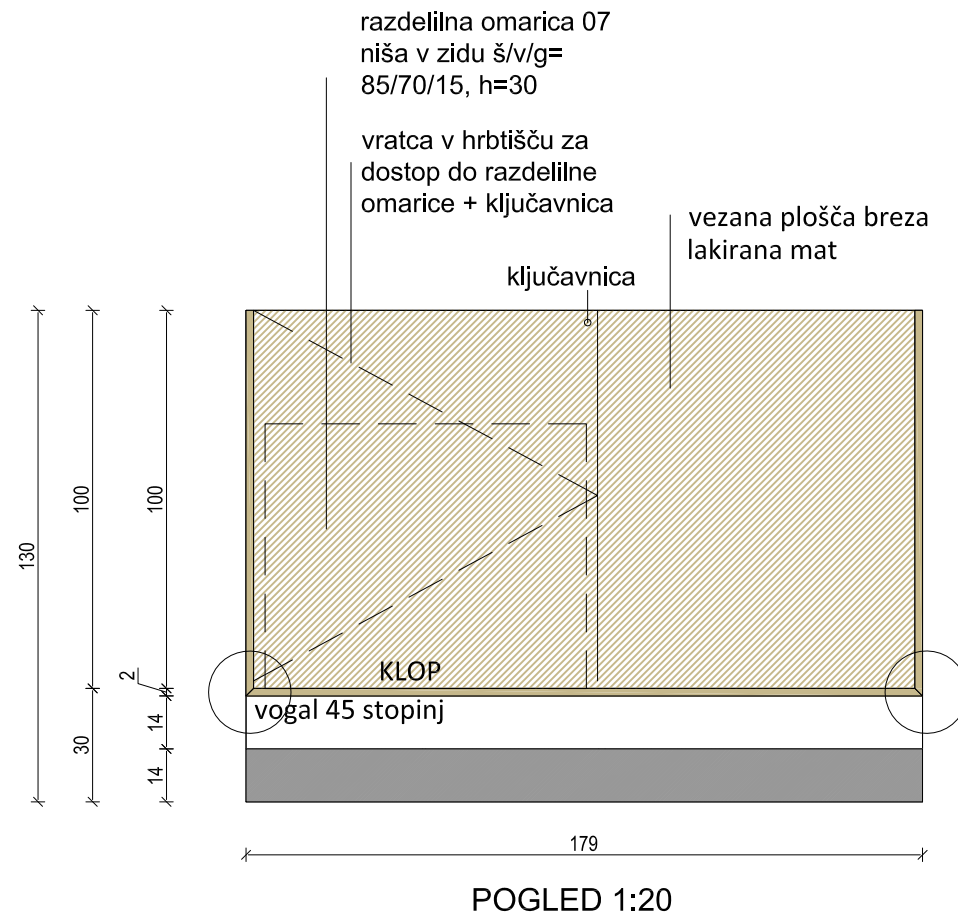 razdelilna omarica 07
niša v zidu š/v/g=
85/70/15, h=30
vratca v hrbtišču za
dostop do razdelilne
omarice + ključavnica
vezana plošča breza
lakirana mat
ključavnica
130
100
100
2
30
14
14
KLOP
vogal 45 stopinj
179
POGLED 1:20